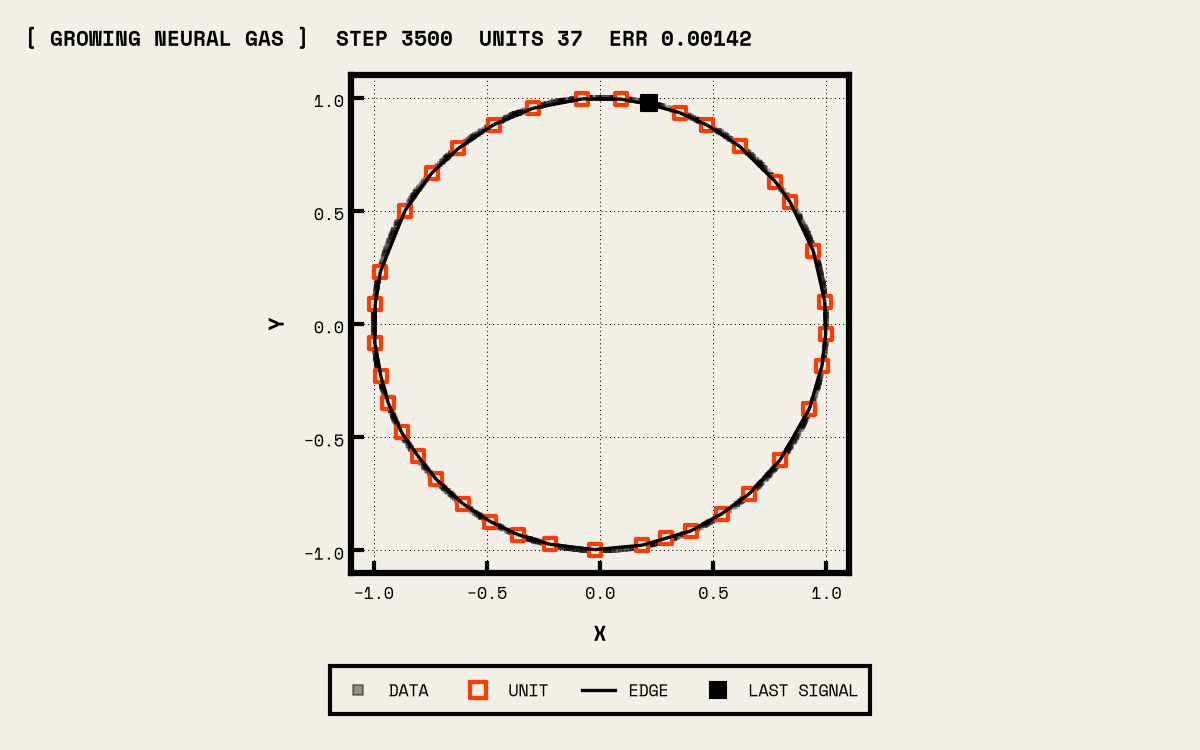 [ GROWING NEURAL GAS ]  STEP 3500  UNITS 37  ERR 0.00142
1.0
0.5
0.0
−0.5
−1.0
Y
−1.0 −0.5 0.0 0.5 1.0
X
DATA UNIT EDGE LAST SIGNAL